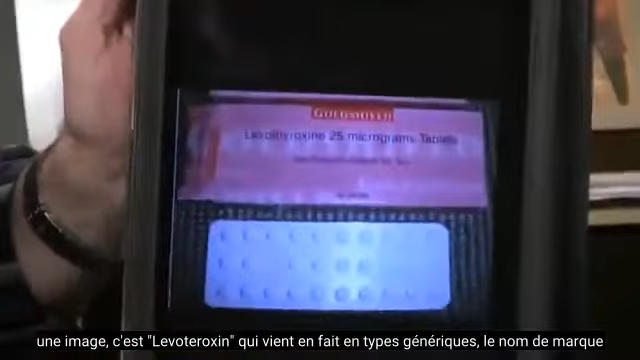 GOLDSHIELD
Levothyroxine 25 micrograms Tablets
une image, c'est "Levoteroxin" qui vient en fait en types génériques, le nom de marque